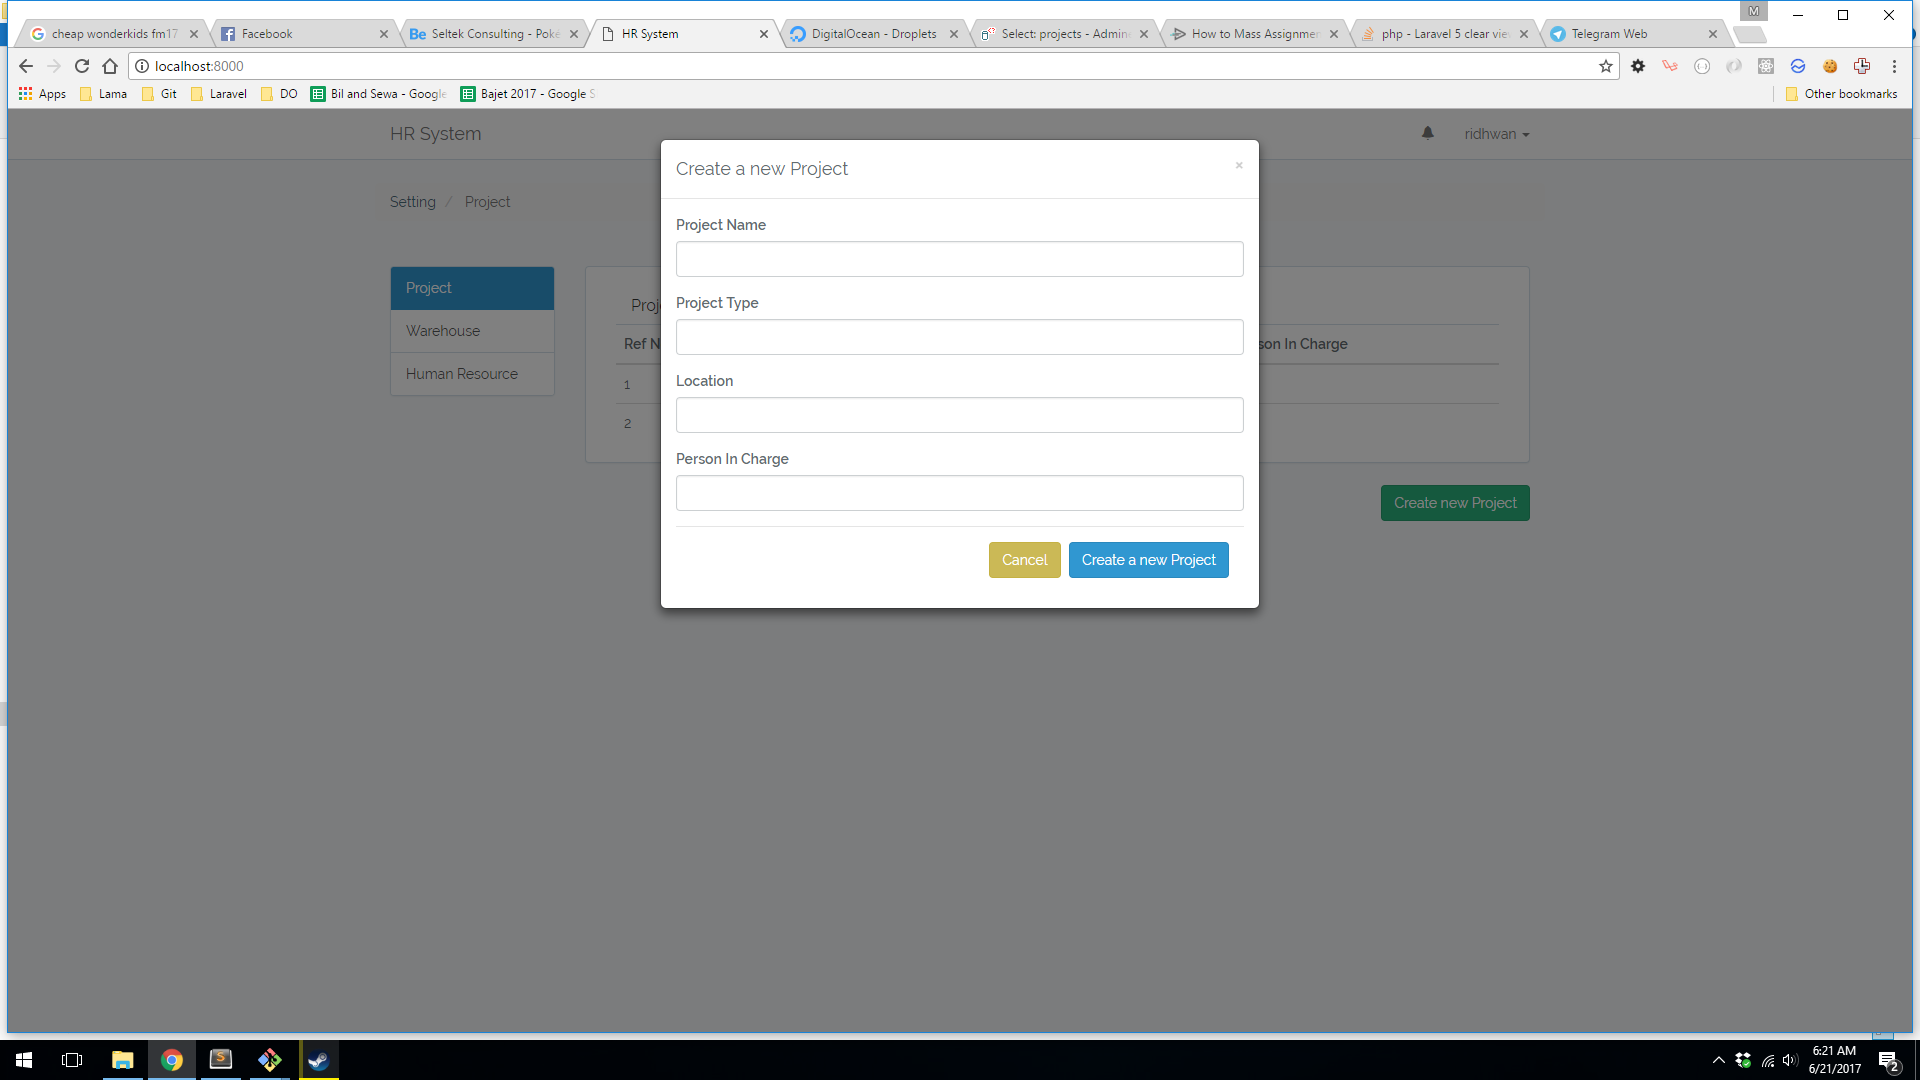 M
cheap wonderkids fm17
Facebook
Be Seltek Consulting - Poke
HR System
DigitalOcean - Droplets
Select: projects - Admin
How to Mass Assignmen
php - Laravel 5 clear vie
Telegram Web
localhost:8000
Apps
Lama
Git
Laravel
DO
Bil and Sewa - Google
Bajet 2017 - Google S
Other bookmarks
HR System
ridhwan
Setting / Project
Project
Warehouse
Human Resource
Proj
Ref N
son In Charge
1
2
Create new Project
Create a new Project
×
Project Name
Project Type
Location
Person In Charge
Cancel
Create a new Project
6:21 AM
6/21/2017
2